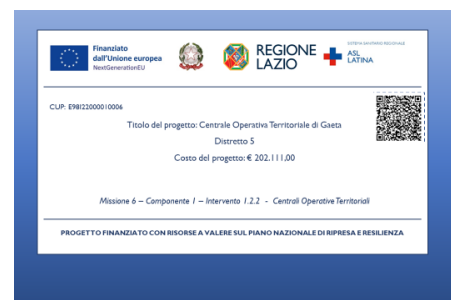 Finanziato
dall'Unione europea
NextGenerationEU
REGIONE
LAZIO
SISTEMA SANITARIO REGIONALE
ASL
LATINA
CUP: E98I22000010006
Titolo del progetto: Centrale Operativa Territoriale di Gaeta
Distretto 5
Costo del progetto: € 202.111,00
Missione 6 – Componente 1 – Intervento 1.2.2 - Centrali Operative Territoriali
PROGETTO FINANZIATO CON RISORSE A VALERE SUL PIANO NAZIONALE DI RIPRESA E RESILIENZA